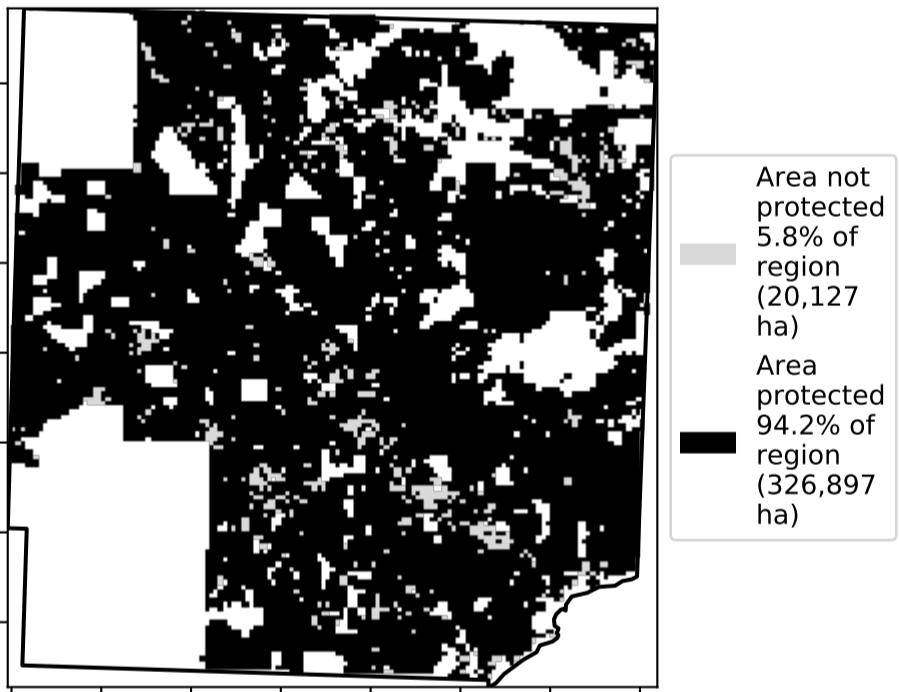 Area not
protected
5.8% of
region
(20,127
ha)
Area
protected
94.2% of
region
(326,897
ha)